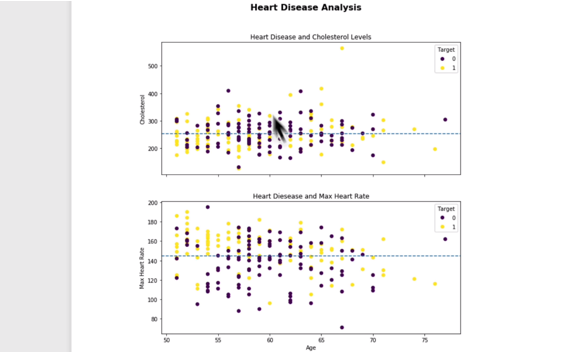 Heart Disease Analysis
Heart Disease and Cholesterol Levels
Target
0
1
500
400
300
200
Cholesterol
Heart Diesease and Max Heart Rate
Target
0
1
200
180
160
140
120
100
80
Max Heart Rate
50 55 60 65 70 75
Age